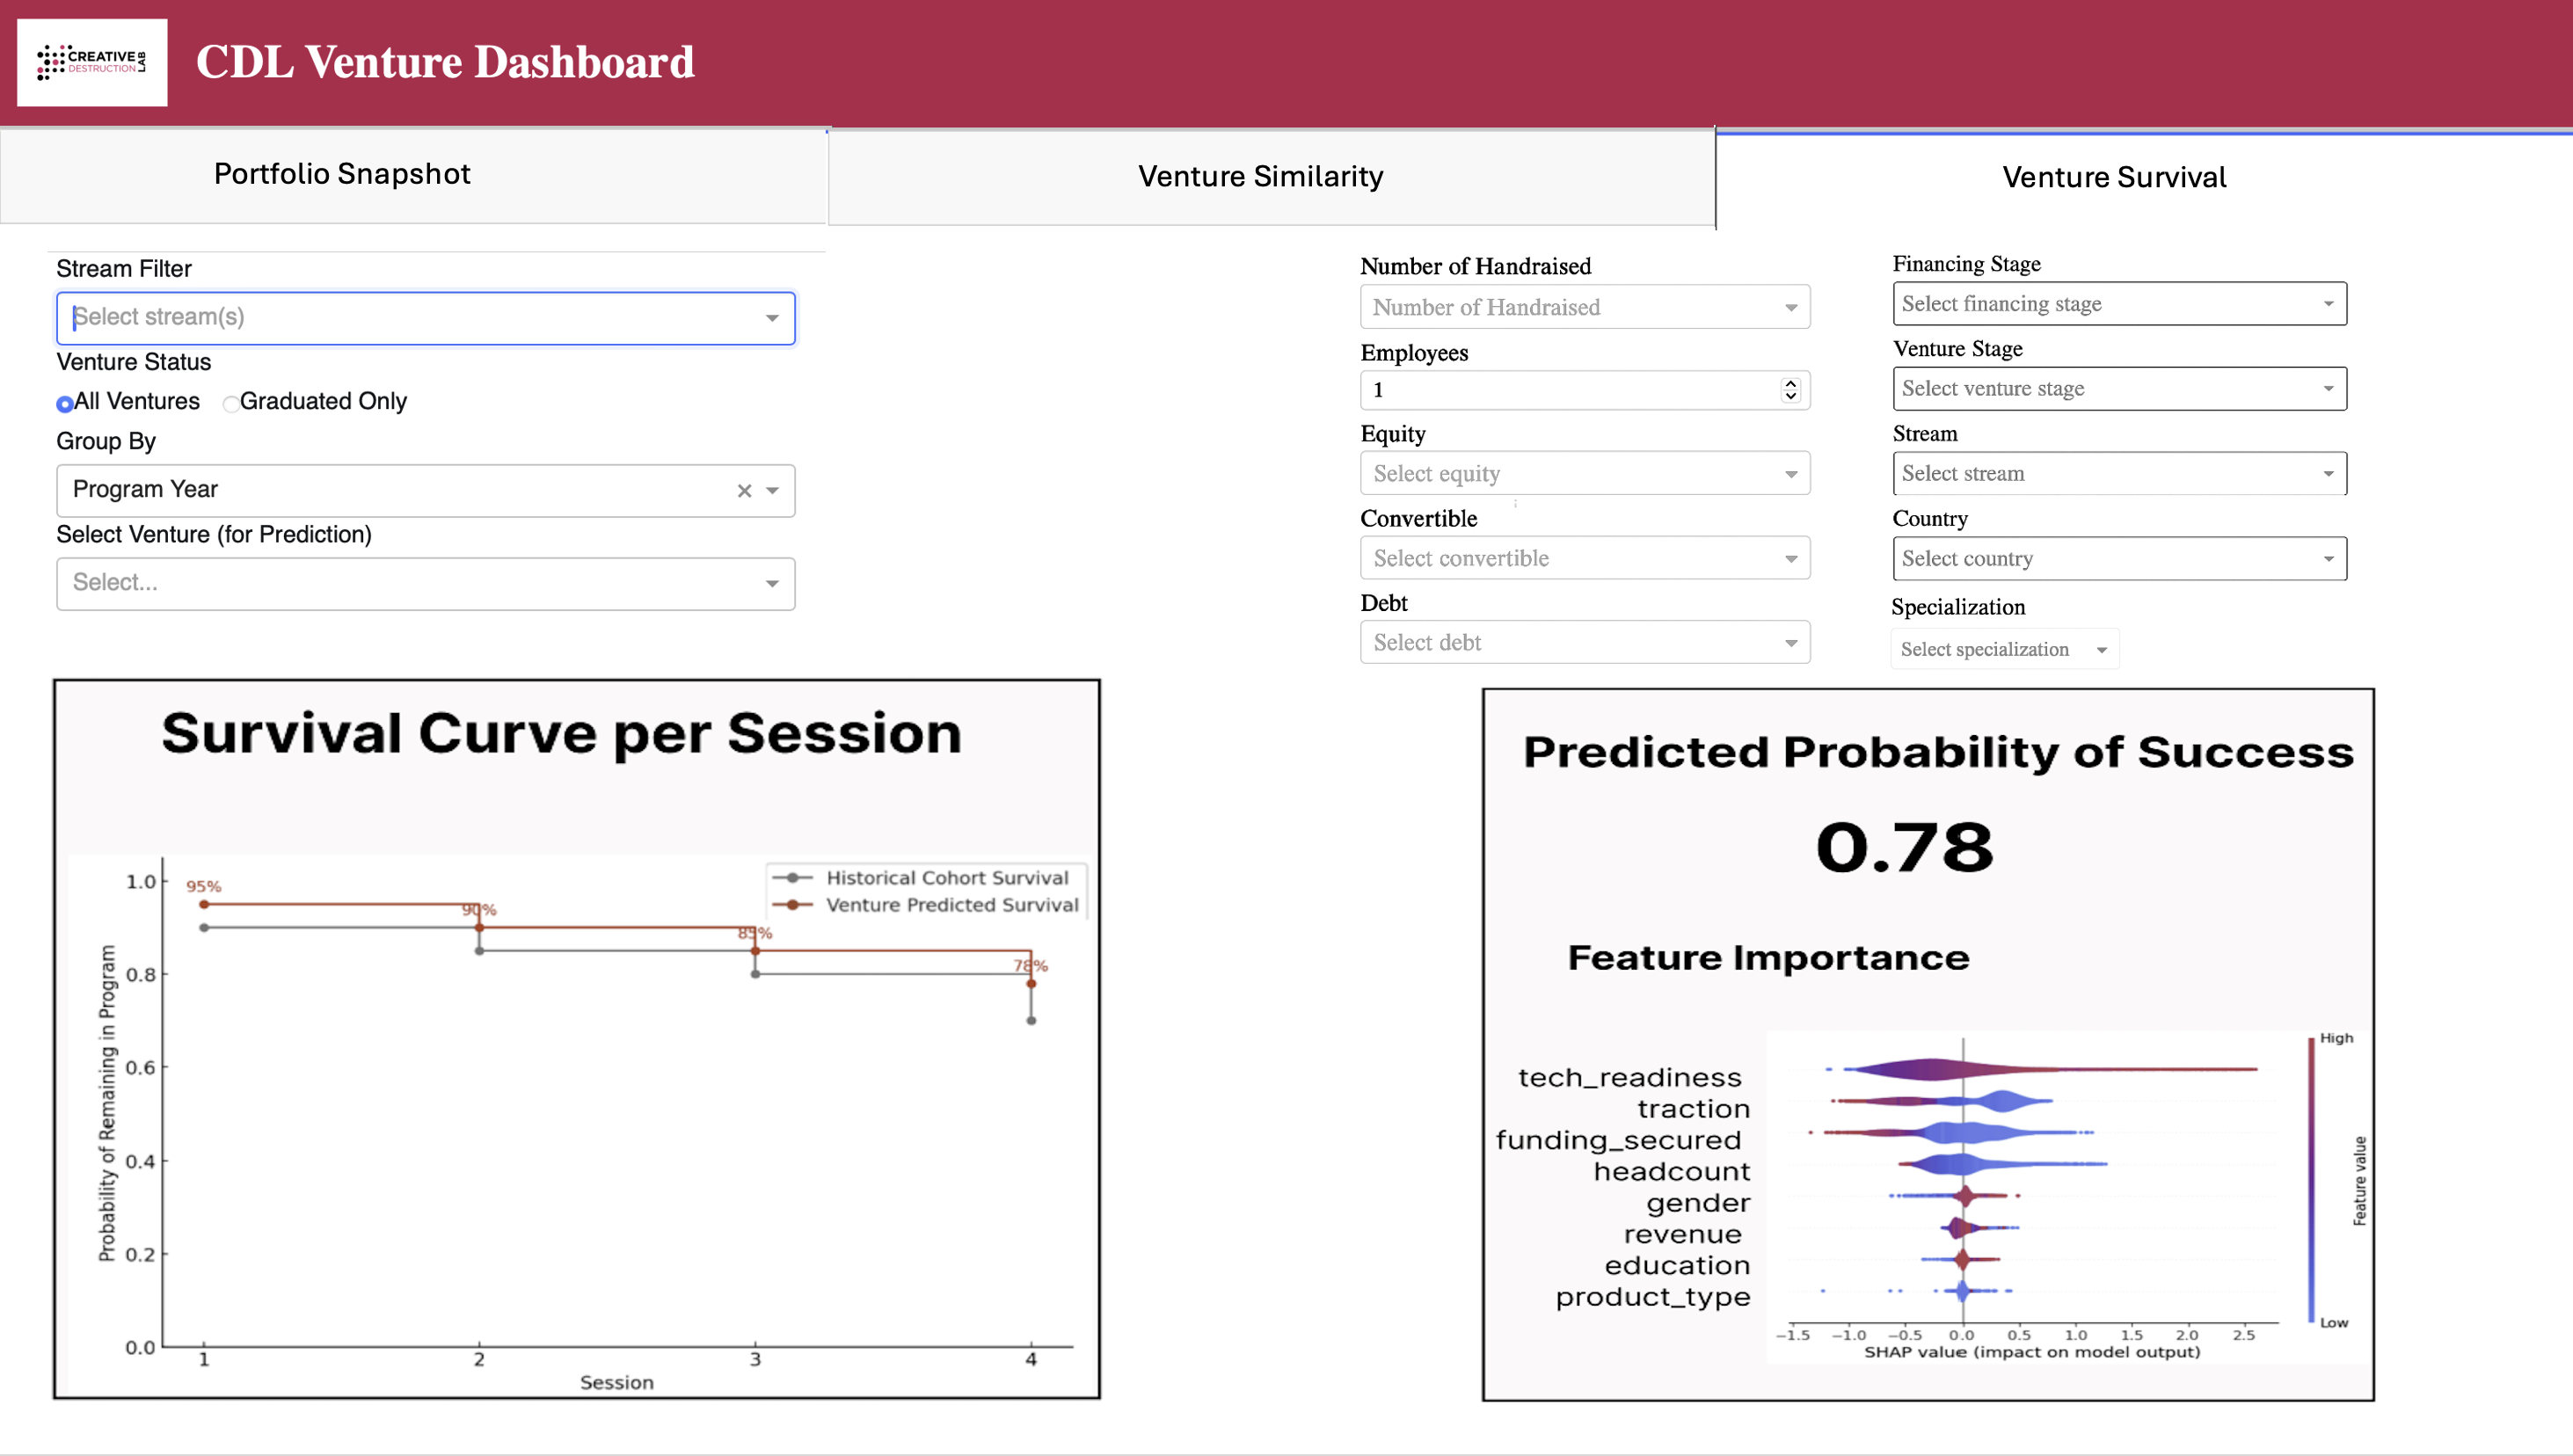 CREATIVE
DESTRUCTION
LAB
CDL Venture Dashboard
Portfolio Snapshot
Venture Similarity
Venture Survival
Stream Filter
Select stream(s)
Venture Status
All Ventures
Graduated Only
Group By
Program Year
Select Venture (for Prediction)
Select...
Number of Handraised
Number of Handraised
Employees
1
Equity
Select equity
Convertible
Select convertible
Debt
Select debt
Financing Stage
Select financing stage
Venture Stage
Select venture stage
Stream
Select stream
Country
Select country
Specialization
Select specialization
Survival Curve per Session
Historical Cohort Survival
Venture Predicted Survival
95%
90%
85%
78%
Probability of Remaining in Program
1.0
0.8
0.6
0.4
0.2
0.0
1
2
3
4
Session
Predicted Probability of Success
0.78
Feature Importance
tech_readiness
traction
funding_secured
headcount
gender
revenue
education
product_type
−1.5
−1.0
−0.5
0.0
0.5
1.0
1.5
2.0
2.5
SHAP value (impact on model output)
High
Feature value
Low